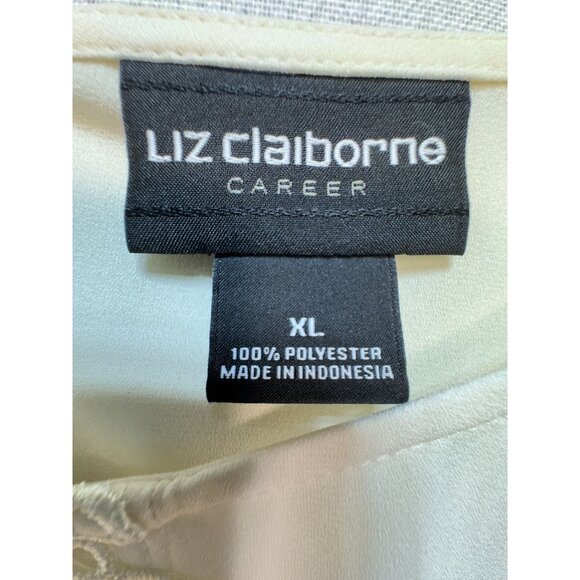 Liz claiborne
CAREER
XL
100% POLYESTER
MADE IN INDONESIA